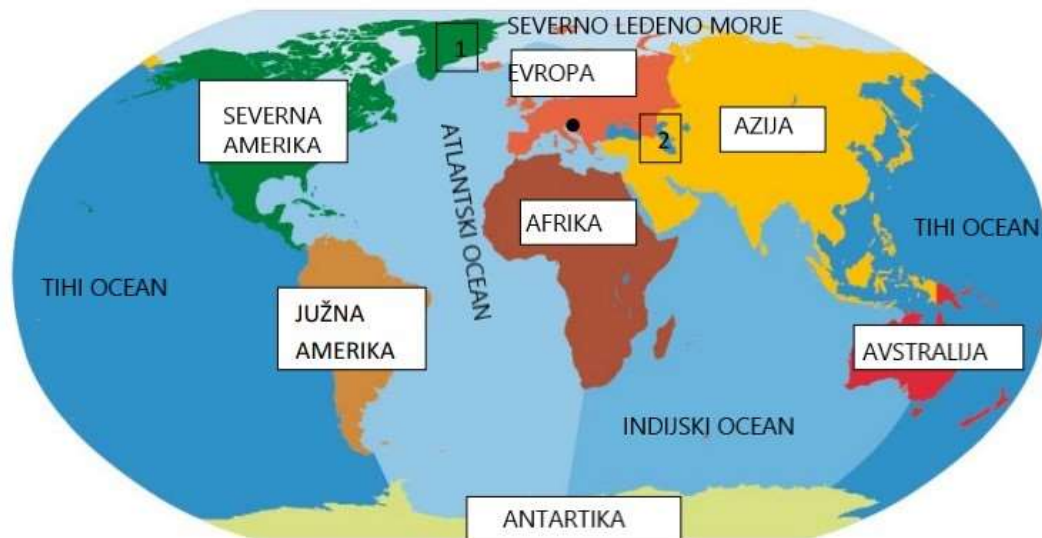 SEVERNO LEDENO MORJE
1
EVROPA
SEVERNA
AMERIKA
AZIJA
2
ATLANTSKI OCEAN
AFRIKA
TIHI OCEAN
TIHI OCEAN
JUŽNA
AMERIKA
AVSTRALIJA
INDIJSKI OCEAN
ANTARTIKA